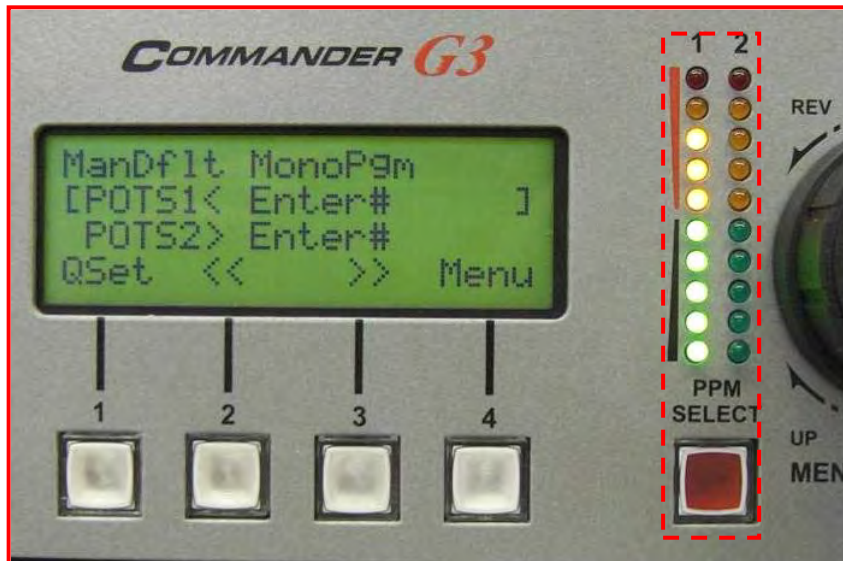 COMMANDER G3
ManDflt MonoPgm
[POTS1< Enter# ]
POTS2> Enter#
QSet << >> Menu
1 2 3 4
1 2
PPM
SELECT
REV
UP
MEN